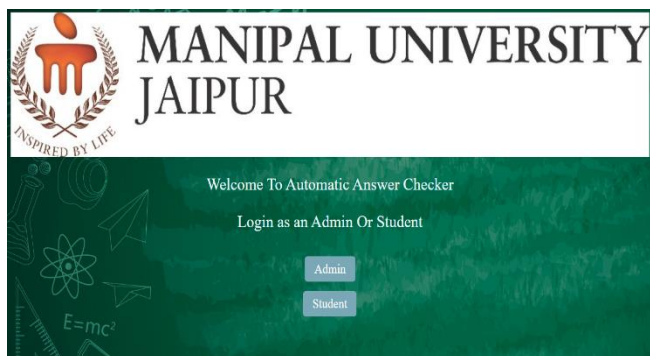 MANIPAL UNIVERSITY
JAIPUR
INSPIRED BY LIFE
Welcome To Automatic Answer Checker
Login as an Admin Or Student
Admin
Student
E=mc²